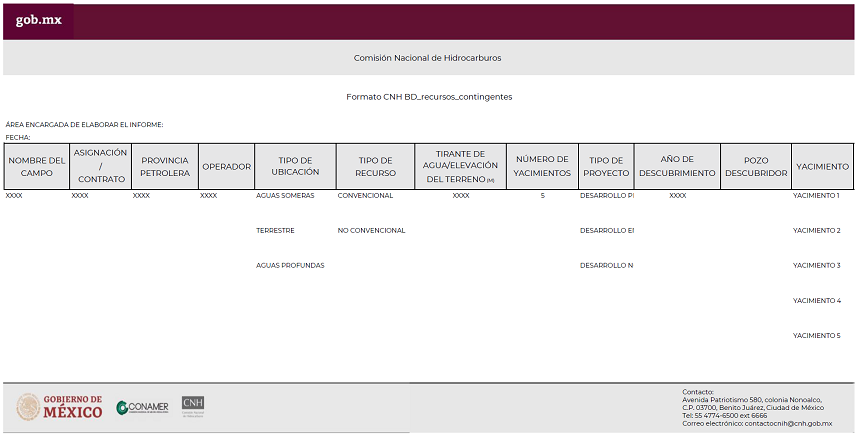 gob.mx
Comisión Nacional de Hidrocarburos
Formato CNH BD_recursos_contingentes
ÁREA ENCARGADA DE ELABORAR EL INFORME:
FECHA:
NOMBRE DEL CAMPO
ASIGNACIÓN / CONTRATO
PROVINCIA PETROLERA
OPERADOR
TIPO DE UBICACIÓN
TIPO DE RECURSO
TIRANTE DE AGUA/ELEVACIÓN DEL TERRENO (M)
NÚMERO DE YACIMIENTOS
TIPO DE PROYECTO
AÑO DE DESCUBRIMIENTO
POZO DESCUBRIDOR
YACIMIENTO
XXXX XXXX XXXX XXXX AGUAS SOMERAS CONVENCIONAL XXXX 5 DESARROLLO P XXXX YACIMIENTO 1
TERRESTRE NO CONVENCIONAL DESARROLLO E YACIMIENTO 2
AGUAS PROFUNDAS DESARROLLO N YACIMIENTO 3
YACIMIENTO 4
YACIMIENTO 5
GOBIERNO DE
MÉXICO
CONAMER
CNH
Contacto:
Avenida Patriotismo 580, colonia Nonoalco,
C.P. 03700, Benito Juárez, Ciudad de México
Tel: 55 4774-6500 ext 6666
Correo electrónico: contactocnih@cnh.gob.mx